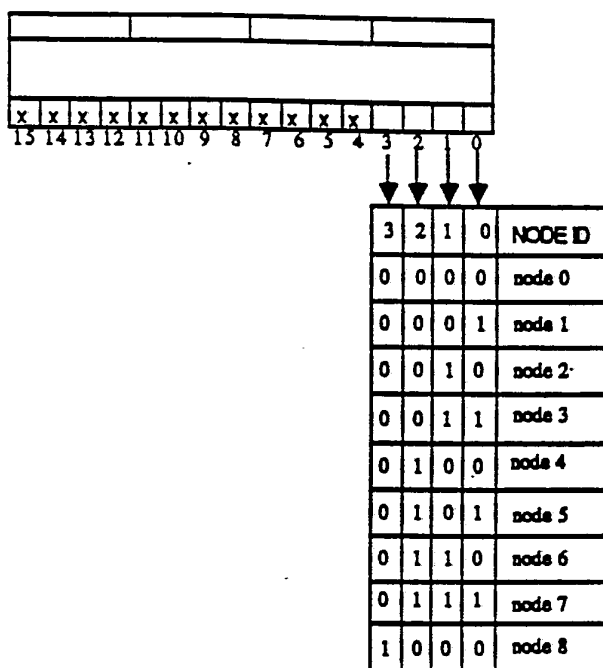 x x x x x x x x x x x x
15 14 13 12 11 10 9 8 7 6 5 4 3 2 1 0
3 2 1 0 NODE ID
0 0 0 0 node 0
0 0 0 1 node 1
0 0 1 0 node 2
0 0 1 1 node 3
0 1 0 0 node 4
0 1 0 1 node 5
0 1 1 0 node 6
0 1 1 1 node 7
1 0 0 0 node 8